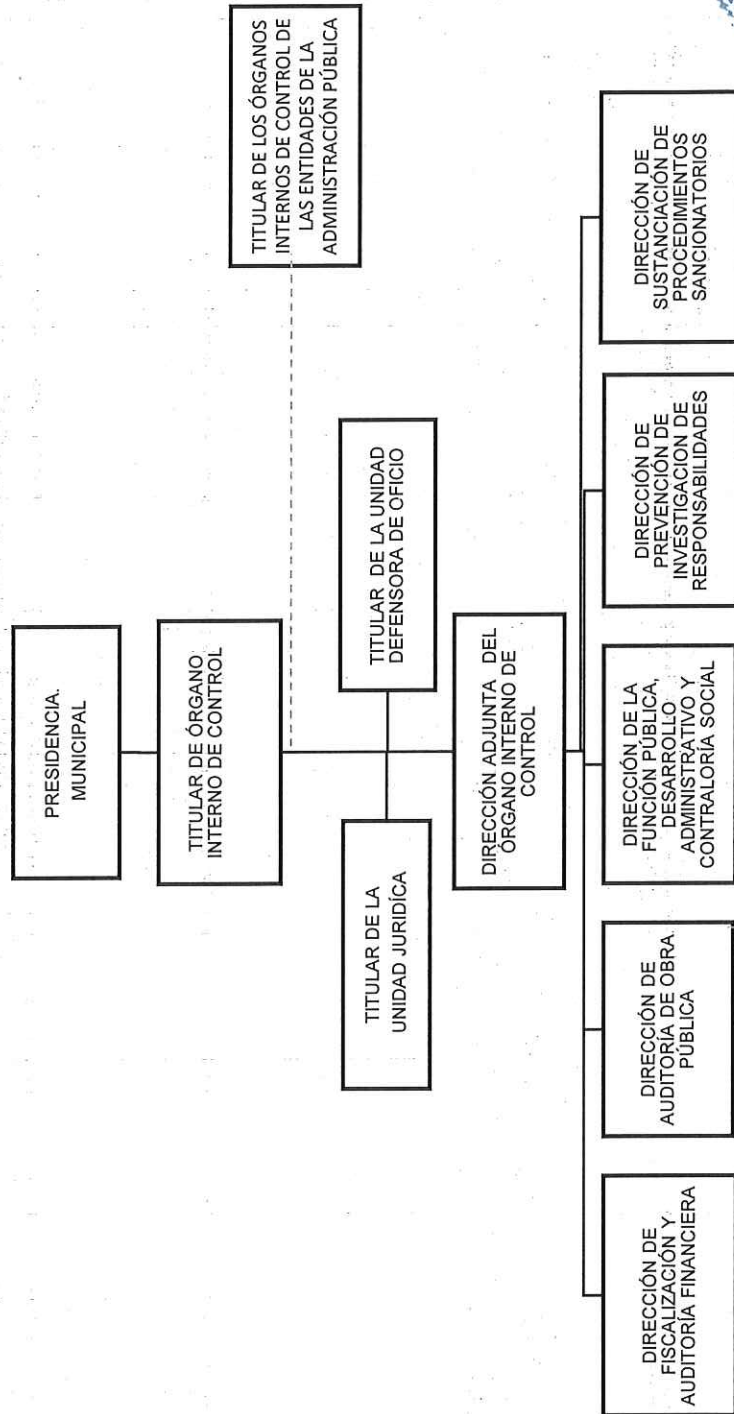 PRESIDENCIA.
MUNICIPAL
TITULAR DE ÓRGANO
INTERNO DE CONTROL
TITULAR DE LOS ÓRGANOS
INTERNOS DE CONTROL DE
LAS ENTIDADES DE LA
ADMINISTRACIÓN PÚBLICA
TITULAR DE LA
UNIDAD JURIDÍCA
TITULAR DE LA UNIDAD
DEFENSORA DE OFICIO
DIRECCIÓN ADJUNTA DEL
ÓRGANO INTERNO DE
CONTROL
DIRECCIÓN DE
FISCALIZACIÓN Y
AUDITORÍA FINANCIERA
DIRECCIÓN DE
AUDITORÍA DE OBRA
PÚBLICA
DIRECCIÓN DE LA
FUNCIÓN PÚBLICA,
DESARROLLO
ADMINISTRATIVO Y
CONTRALORÍA SOCIAL
DIRECCIÓN DE
PREVENCIÓN DE
INVESTIGACION DE
RESPONSABILIDADES
DIRECCIÓN DE
SUSTANCIACIÓN DE
PROCEDIMIENTOS
SANCIONATORIOS